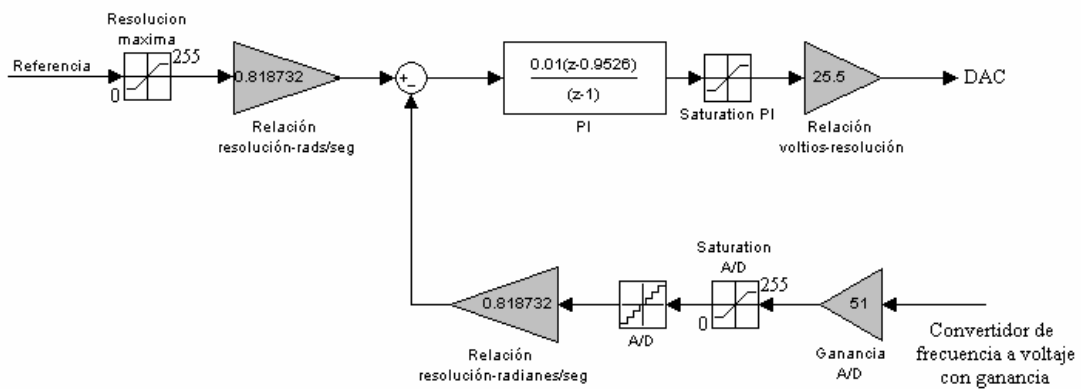 Resolucion
maxima
255
Referencia
0
0.818732
Relación
resolución-rads/seg
+
−
0.01(z-0.9526)
(z-1)
PI
Saturation PI
25.5
Relación
voltios-resolución
DAC
0.818732
Relación
resolución-radianes/seg
A/D
Saturation
A/D
255
0
51
Ganancia
A/D
Convertidor de
frecuencia a voltaje
con ganancia